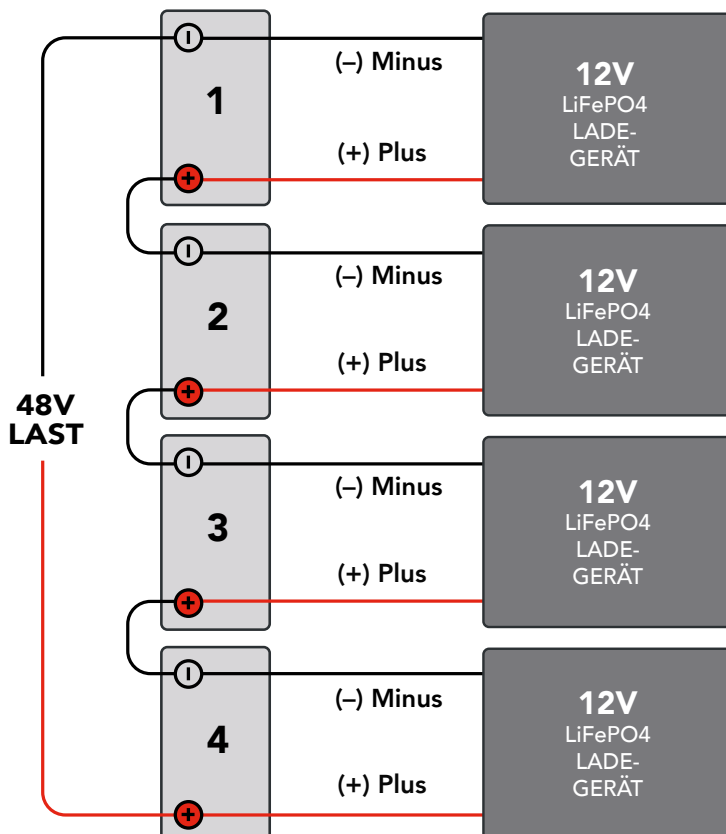 1
(–) Minus
(+) Plus
12V
LiFePO4
LADE-
GERÄT
2
(–) Minus
(+) Plus
12V
LiFePO4
LADE-
GERÄT
48V
LAST
3
(–) Minus
(+) Plus
12V
LiFePO4
LADE-
GERÄT
4
(–) Minus
(+) Plus
12V
LiFePO4
LADE-
GERÄT